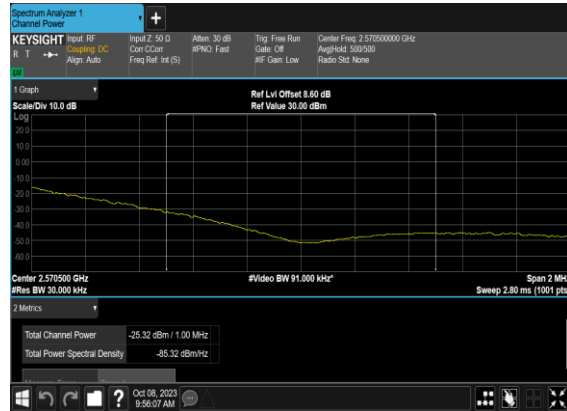 Spectrum Analyzer 1
Channel Power
+
KEYSIGHT Input: RF Input Z: 50 Ω Atten: 30 dB Trig: Free Run Center Freq: 2.570500000 GHz
R T Coupling: DC Corr CCorr #PNO: Fast Gate: Off Avg|Hold: 500/500
Align: Auto Freq Ref: Int (S) #IF Gain: Low Radio Std: None
1 Graph
Ref Lvl Offset 8.60 dB
Scale/Div 10.0 dB Ref Value 30.00 dBm
Log
20.0
10.0
0.00
-10.0
-20.0
-30.0
-40.0
-50.0
-60.0
Center 2.570500 GHz #Video BW 91.000 kHz* Span 2 MHz
#Res BW 30.000 kHz Sweep 2.80 ms (1001 pts
2 Metrics
Total Channel Power -25.32 dBm / 1.00 MHz
Total Power Spectral Density -85.32 dBm/Hz
?
Oct 08, 2023
9:56:07 AM